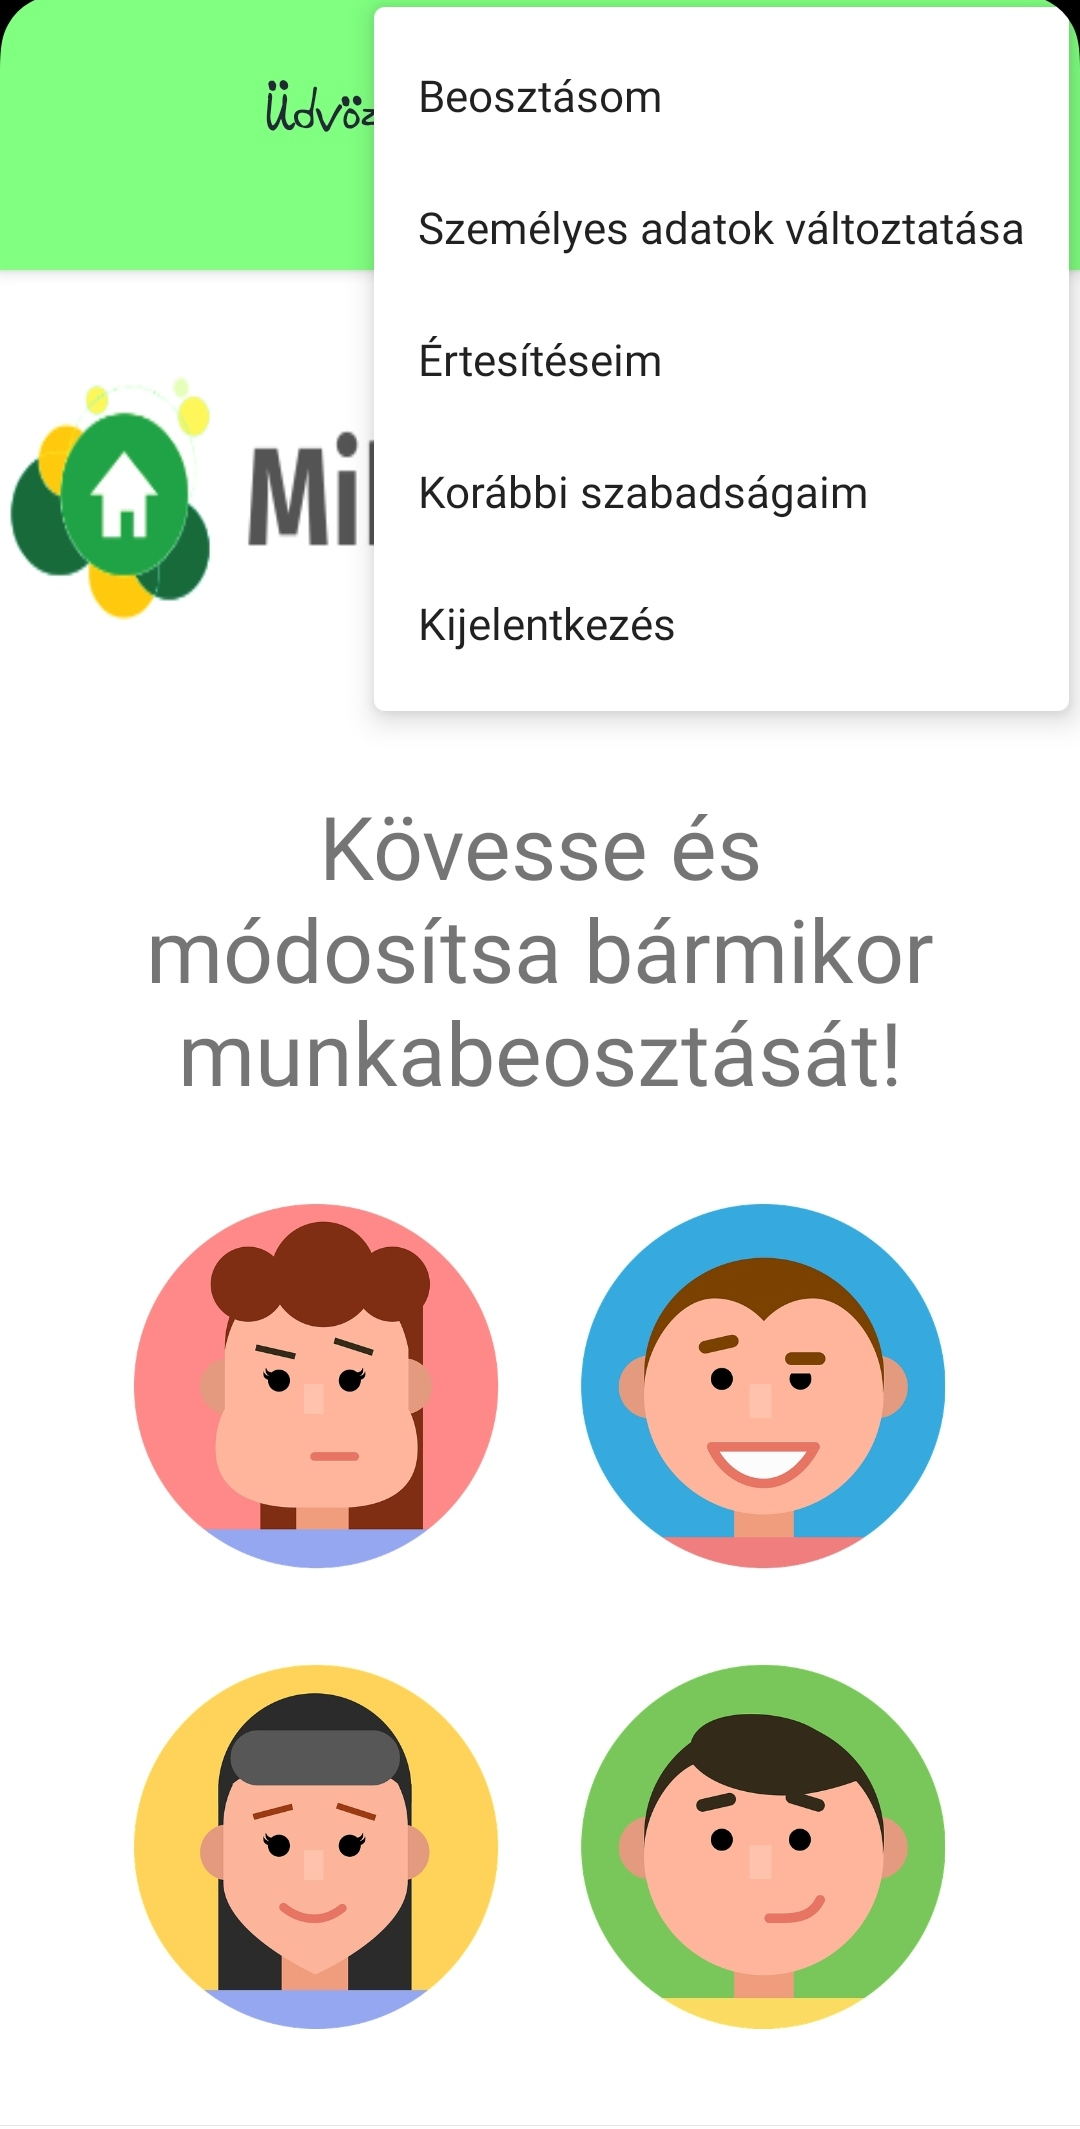 Beosztásom
Személyes adatok változtatása
Értesítéseim
Korábbi szabadságaim
Kijelentkezés
Kövesse és
módosítsa bármikor
munkabeosztását!